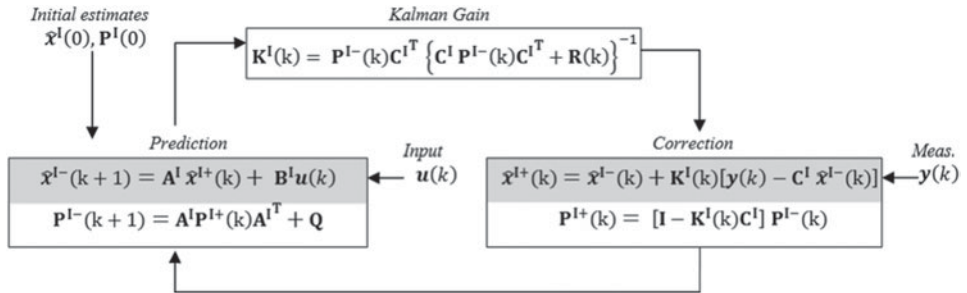 Initial estimates
x̂ᴵ(0), Pᴵ(0)
Kalman Gain
Kᴵ(k) = Pᴵ⁻(k)Cᴵᵀ {Cᴵ Pᴵ⁻(k)Cᴵᵀ + R(k)}⁻¹
Prediction
x̂ᴵ⁻(k + 1) = Aᴵ x̂ᴵ⁺(k) + Bᴵu(k)
Pᴵ⁻(k + 1) = AᴵPᴵ⁺(k)Aᴵᵀ + Q
Input
u(k)
Correction
x̂ᴵ⁺(k) = x̂ᴵ⁻(k) + Kᴵ(k)[y(k) − Cᴵ x̂ᴵ⁻(k)]
Pᴵ⁺(k) = [I − Kᴵ(k)Cᴵ] Pᴵ⁻(k)
Meas.
y(k)